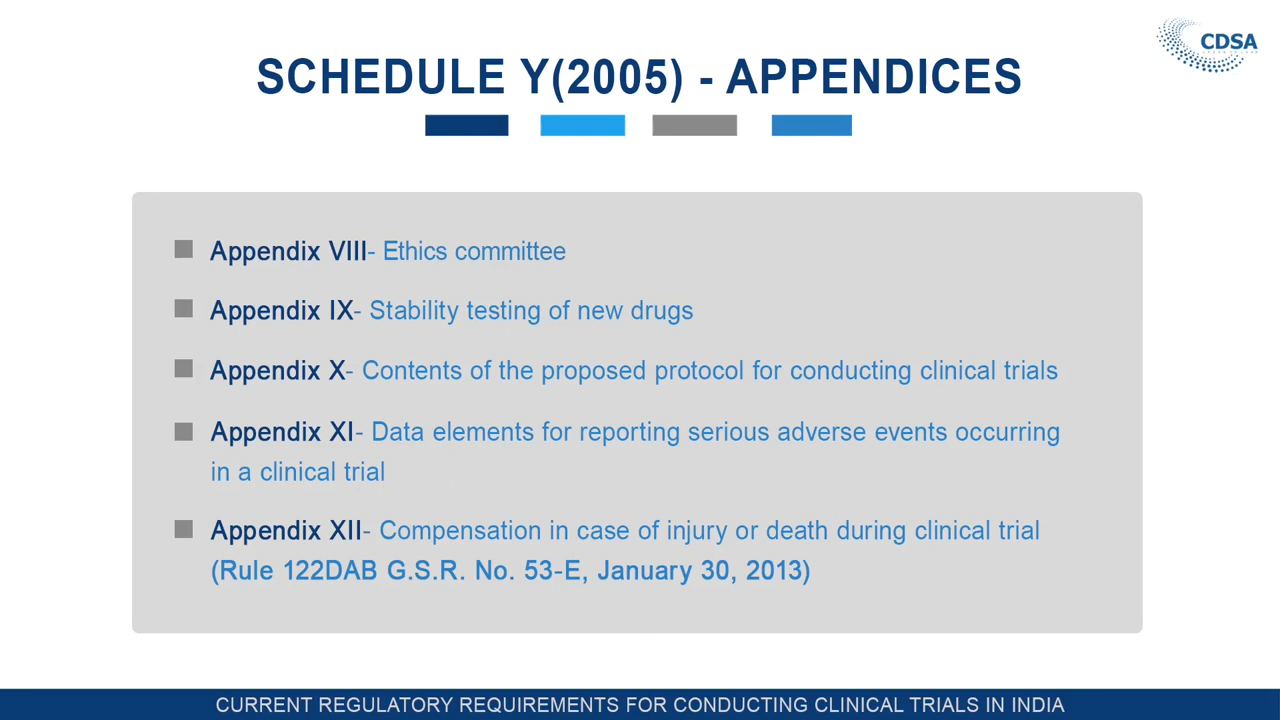 CDSA
SCHEDULE Y(2005) - APPENDICES
Appendix VIII- Ethics committee
Appendix IX- Stability testing of new drugs
Appendix X- Contents of the proposed protocol for conducting clinical trials
Appendix XI- Data elements for reporting serious adverse events occurring
in a clinical trial
Appendix XII- Compensation in case of injury or death during clinical trial
(Rule 122DAB G.S.R. No. 53-E, January 30, 2013)
CURRENT REGULATORY REQUIREMENTS FOR CONDUCTING CLINICAL TRIALS IN INDIA